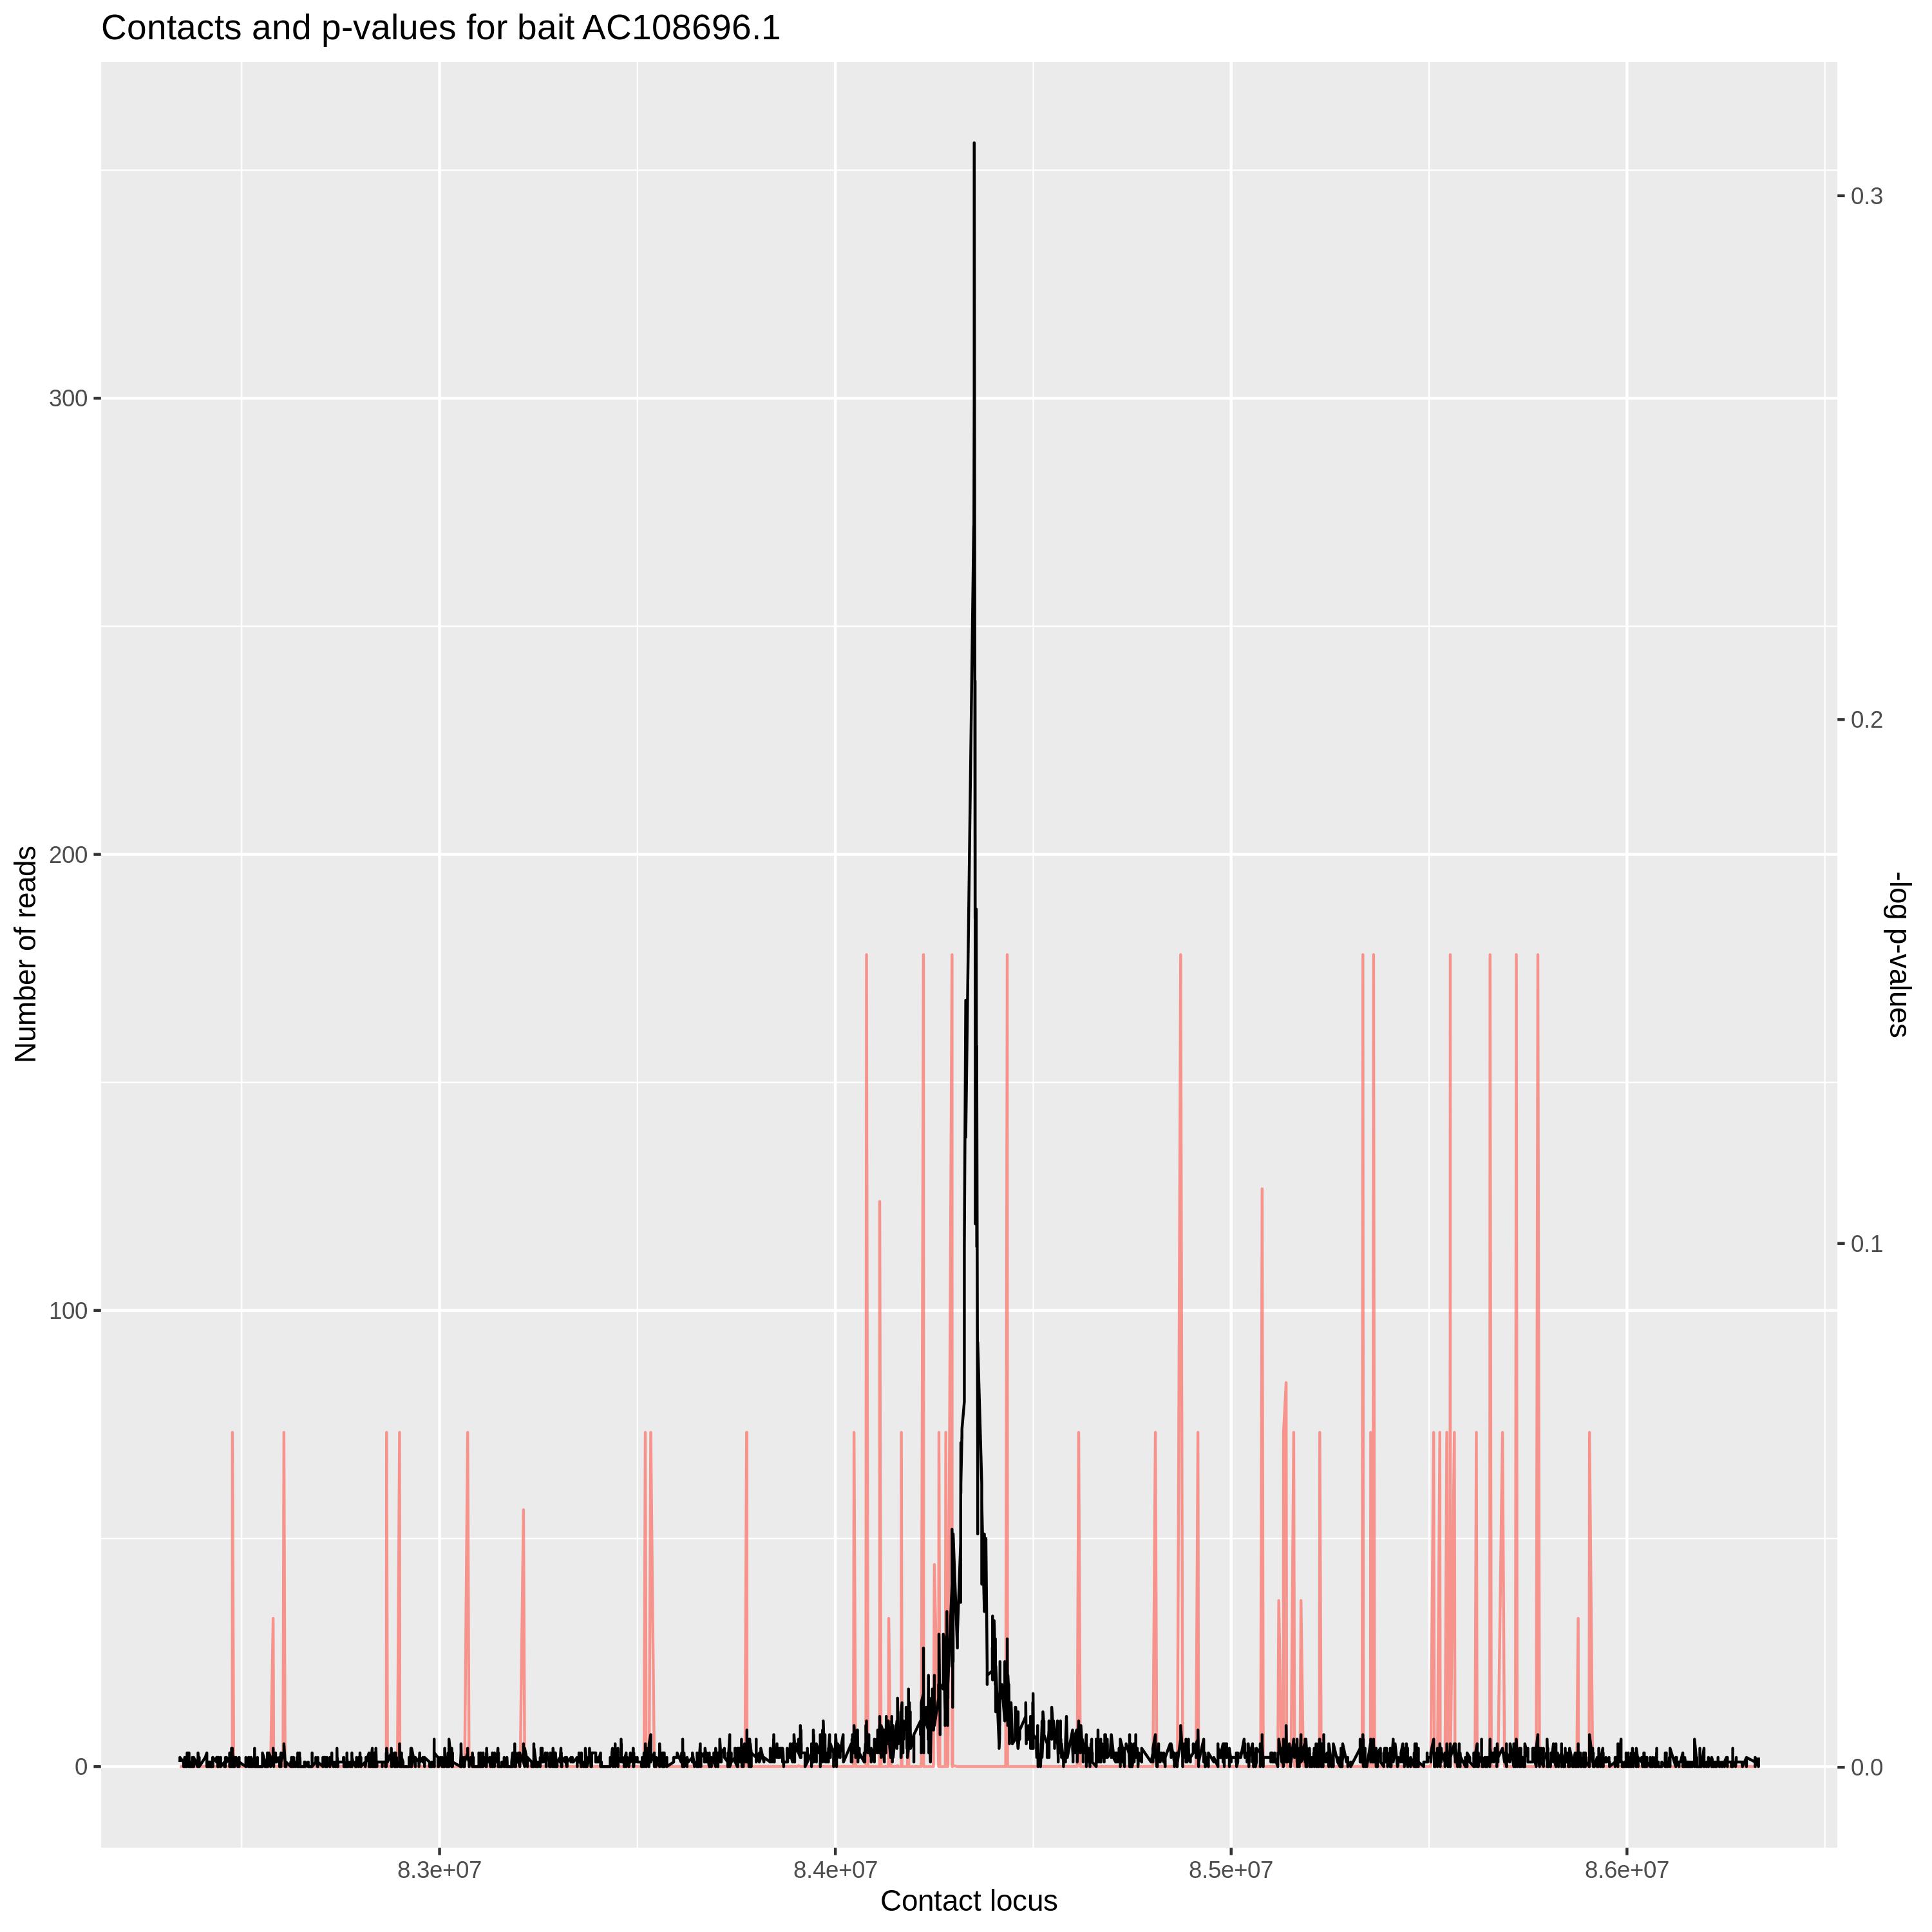 Contacts and p-values for bait AC108696.1
Number of reads
300
200
100
0
0.3
0.2
0.1
0.0
-log p-values
8.3e+07 8.4e+07 8.5e+07 8.6e+07
Contact locus